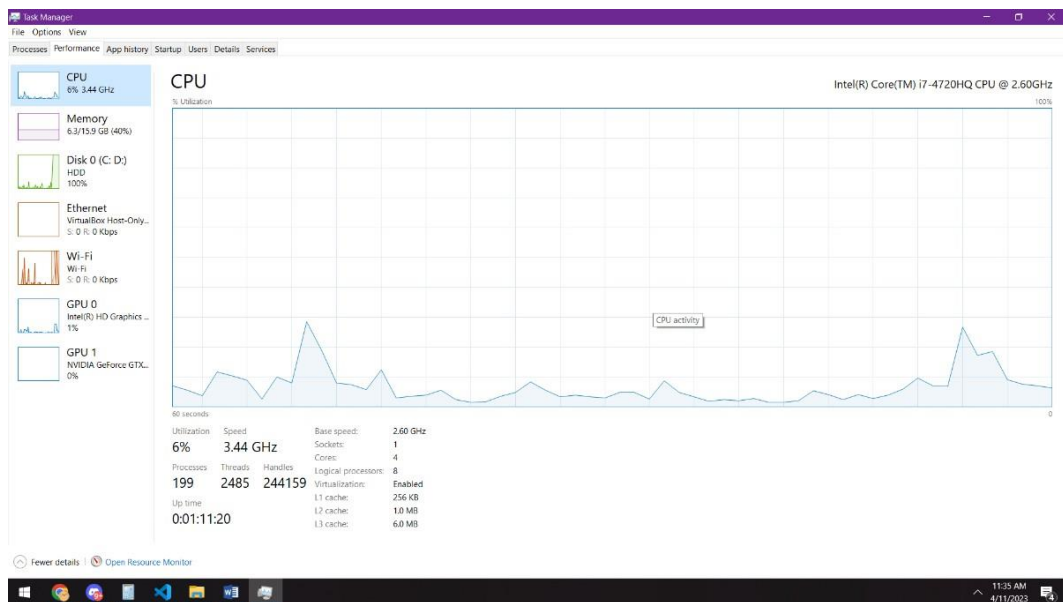 Task Manager
File Options View
Processes Performance App history Startup Users Details Services
CPU
6% 3.44 GHz
Memory
6.3/15.9 GB (40%)
Disk 0 (C: D:)
HDD
100%
Ethernet
VirtualBox Host-Only...
S: 0 R: 0 Kbps
Wi-Fi
Wi-Fi
S: 0 R: 0 Kbps
GPU 0
Intel(R) HD Graphics ...
1%
GPU 1
NVIDIA GeForce GTX...
0%
CPU
Intel(R) Core(TM) i7-4720HQ CPU @ 2.60GHz
% Utilization 100%
CPU activity
60 seconds 0
Utilization Speed
6% 3.44 GHz
Processes Threads Handles
199 2485 244159
Up time
0:01:11:20
Base speed: 2.60 GHz
Sockets: 1
Cores: 4
Logical processors: 8
Virtualization: Enabled
L1 cache: 256 KB
L2 cache: 1.0 MB
L3 cache: 6.0 MB
Fewer details Open Resource Monitor
11:35 AM
4/11/2023
4